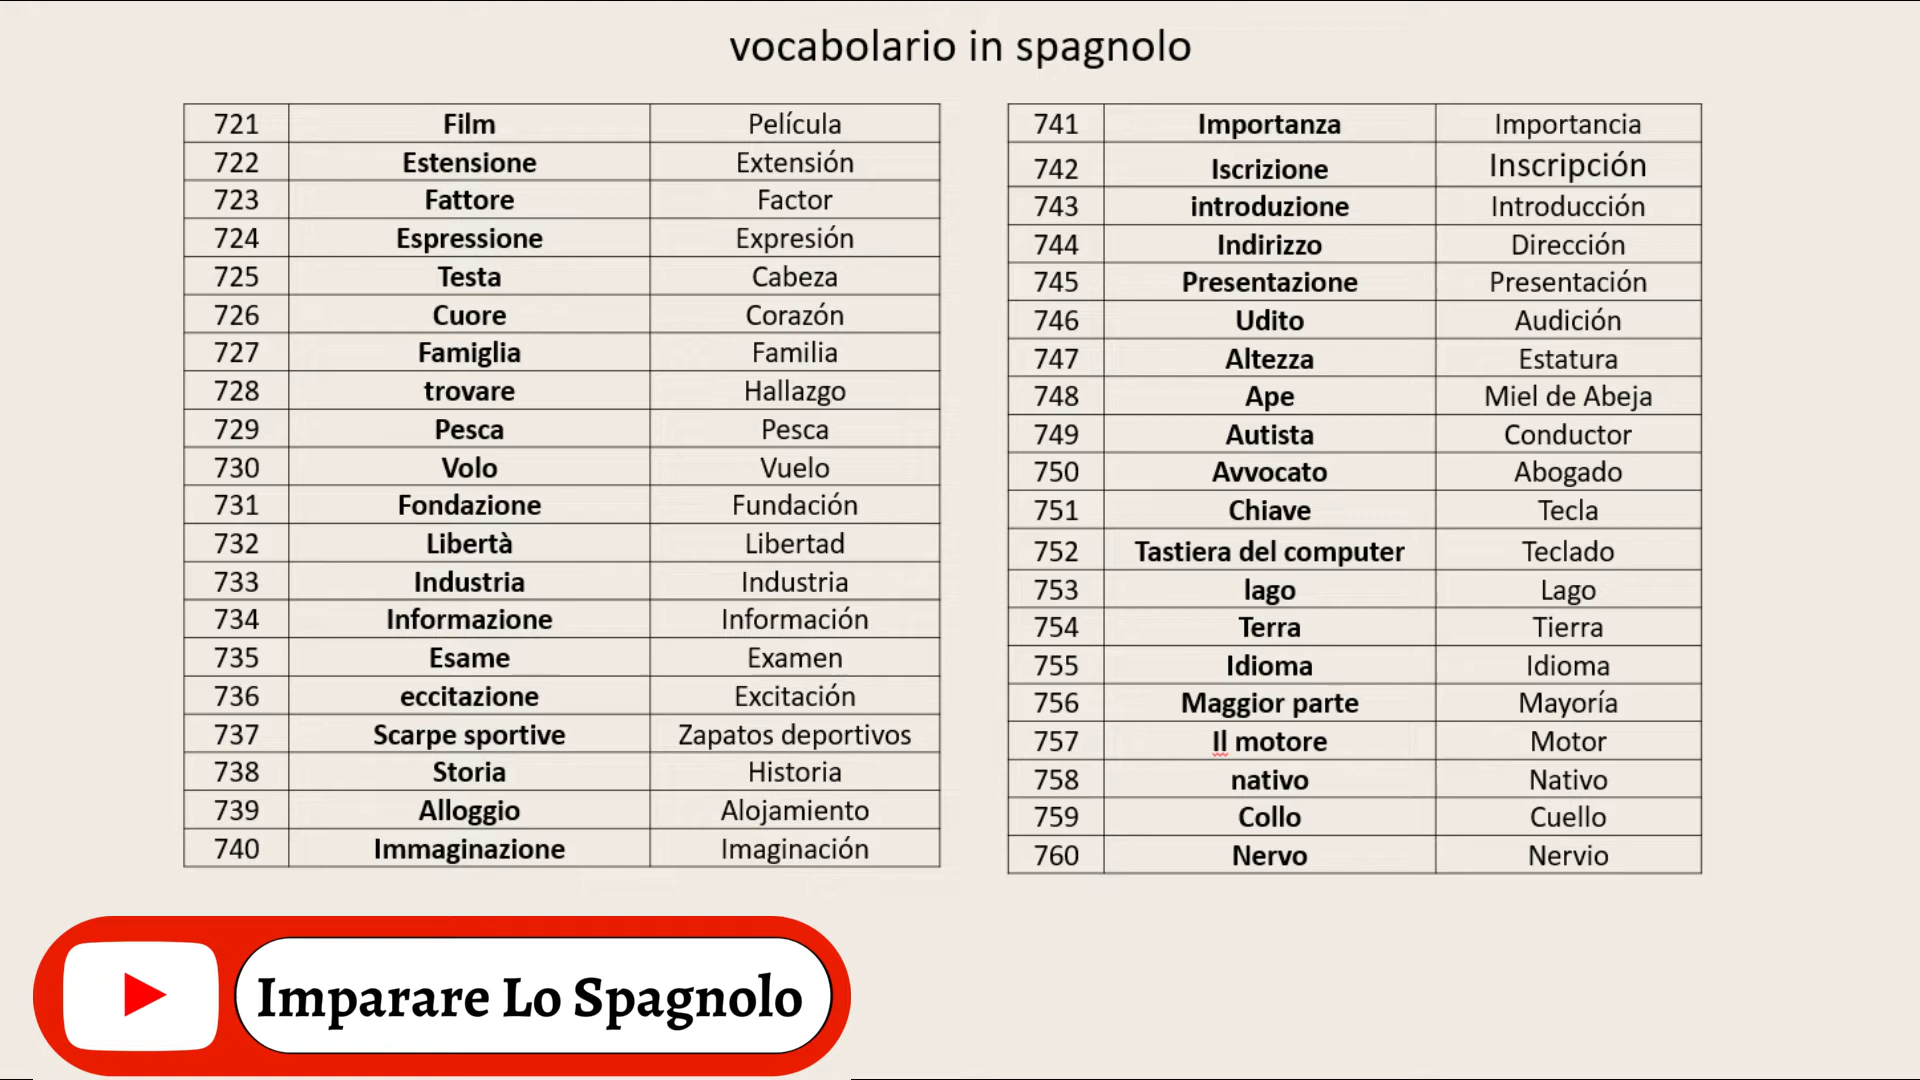 vocabolario in spagnolo
721 Film Película
722 Estensione Extensión
723 Fattore Factor
724 Espressione Expresión
725 Testa Cabeza
726 Cuore Corazón
727 Famiglia Familia
728 trovare Hallazgo
729 Pesca Pesca
730 Volo Vuelo
731 Fondazione Fundación
732 Libertà Libertad
733 Industria Industria
734 Informazione Información
735 Esame Examen
736 eccitazione Excitación
737 Scarpe sportive Zapatos deportivos
738 Storia Historia
739 Alloggio Alojamiento
740 Immaginazione Imaginación
741 Importanza Importancia
742 Iscrizione Inscripción
743 introduzione Introducción
744 Indirizzo Dirección
745 Presentazione Presentación
746 Udito Audición
747 Altezza Estatura
748 Ape Miel de Abeja
749 Autista Conductor
750 Avvocato Abogado
751 Chiave Tecla
752 Tastiera del computer Teclado
753 lago Lago
754 Terra Tierra
755 Idioma Idioma
756 Maggior parte Mayoría
757 Il motore Motor
758 nativo Nativo
759 Collo Cuello
760 Nervo Nervio
Imparare Lo Spagnolo